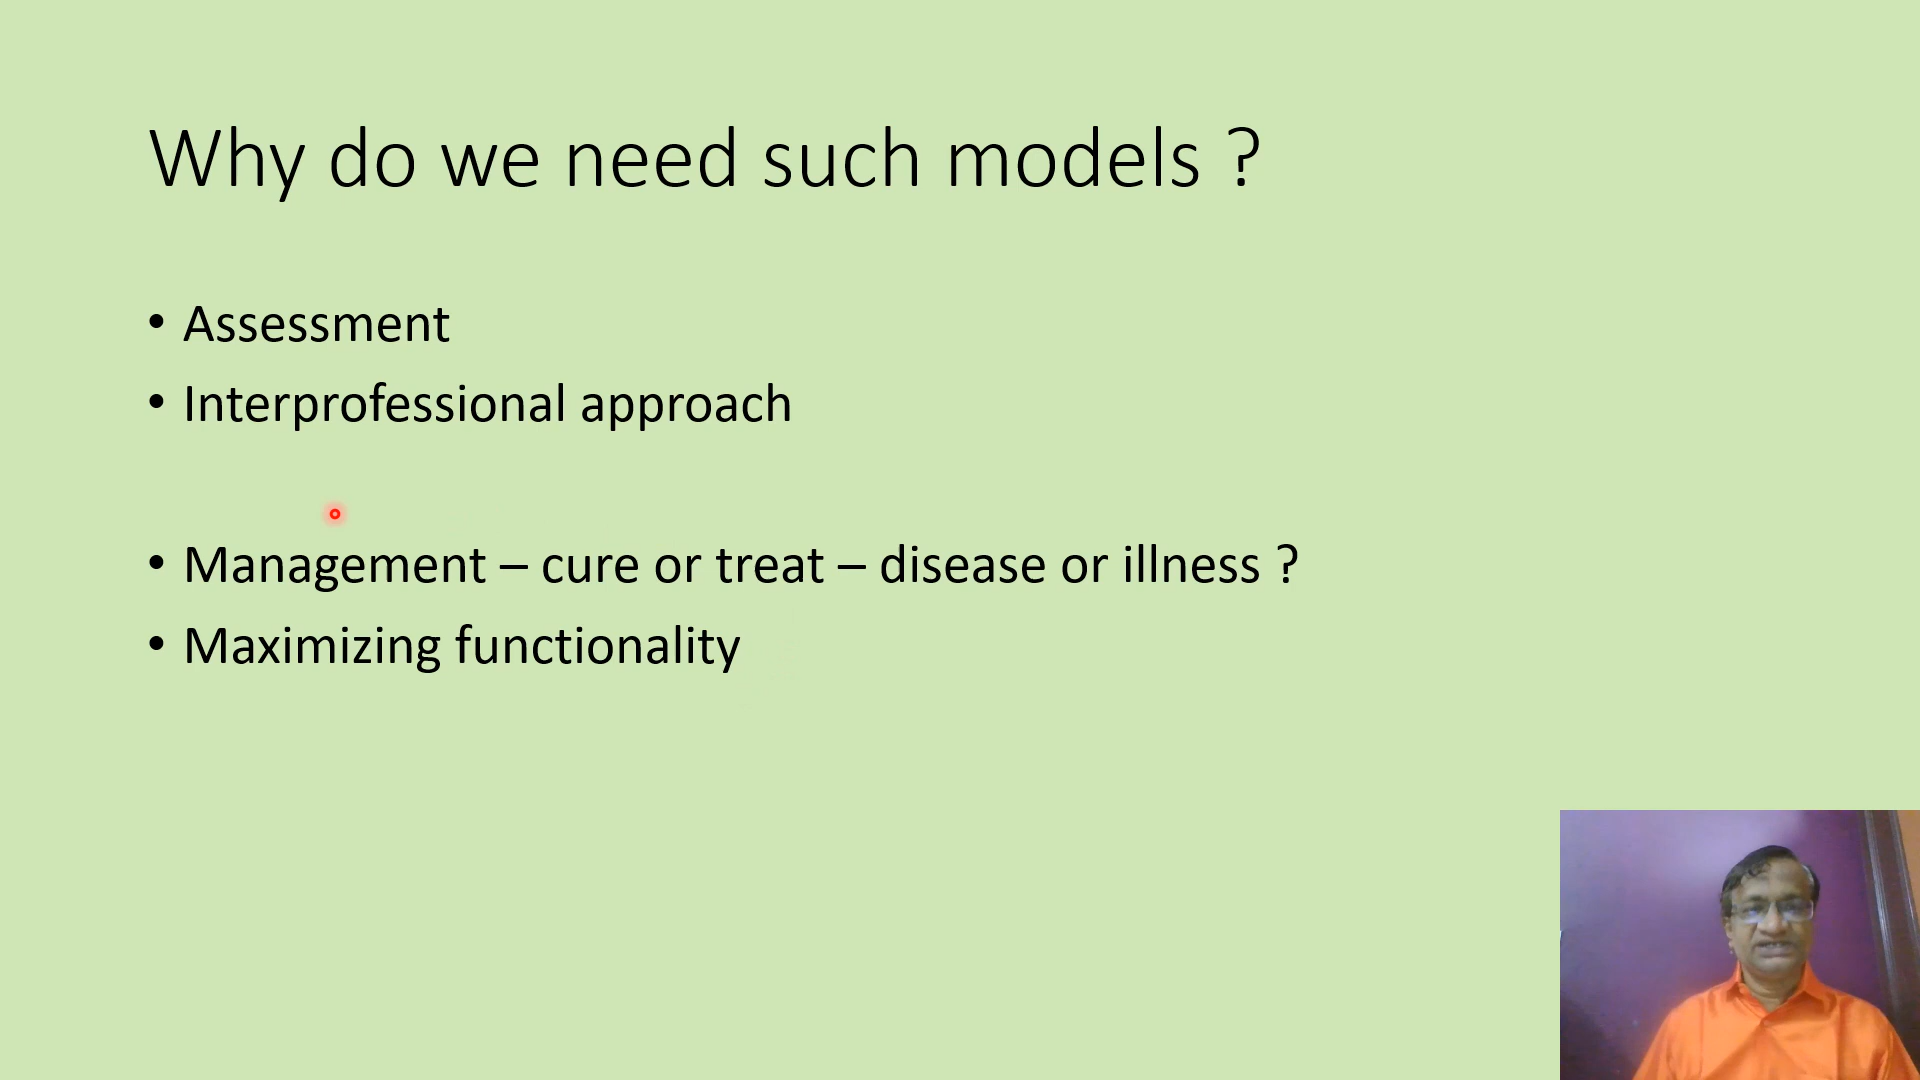 Why do we need such models ?
• Assessment
• Interprofessional approach
• Management – cure or treat – disease or illness ?
• Maximizing functionality